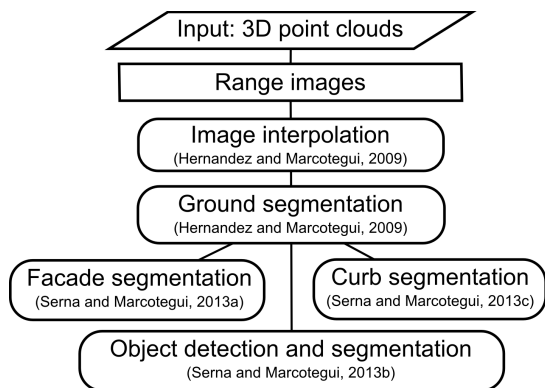 Input: 3D point clouds
Range images
Image interpolation
(Hernandez and Marcotegui, 2009)
Ground segmentation
(Hernandez and Marcotegui, 2009)
Facade segmentation
(Serna and Marcotegui, 2013a)
Curb segmentation
(Serna and Marcotegui, 2013c)
Object detection and segmentation
(Serna and Marcotegui, 2013b)